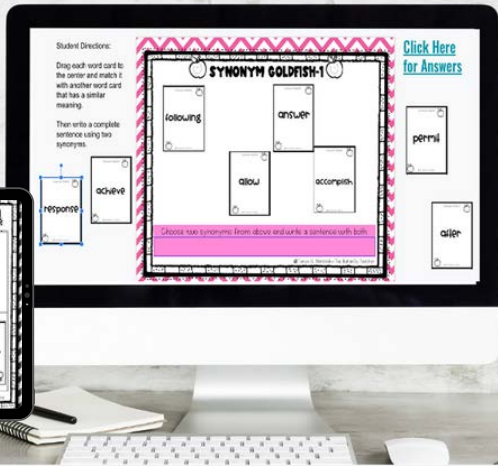 Student Directions:
Drag each word card to
the center and match it
with another word card
that has a similar
meaning.
Then write a complete
sentence using two
synonyms.
SYNONYM GOLDFISH-1
Click Here
for Answers
following
answer
allow
accomplish
permit
after
achieve
response
Choose two synonyms from above and write a sentence with both.